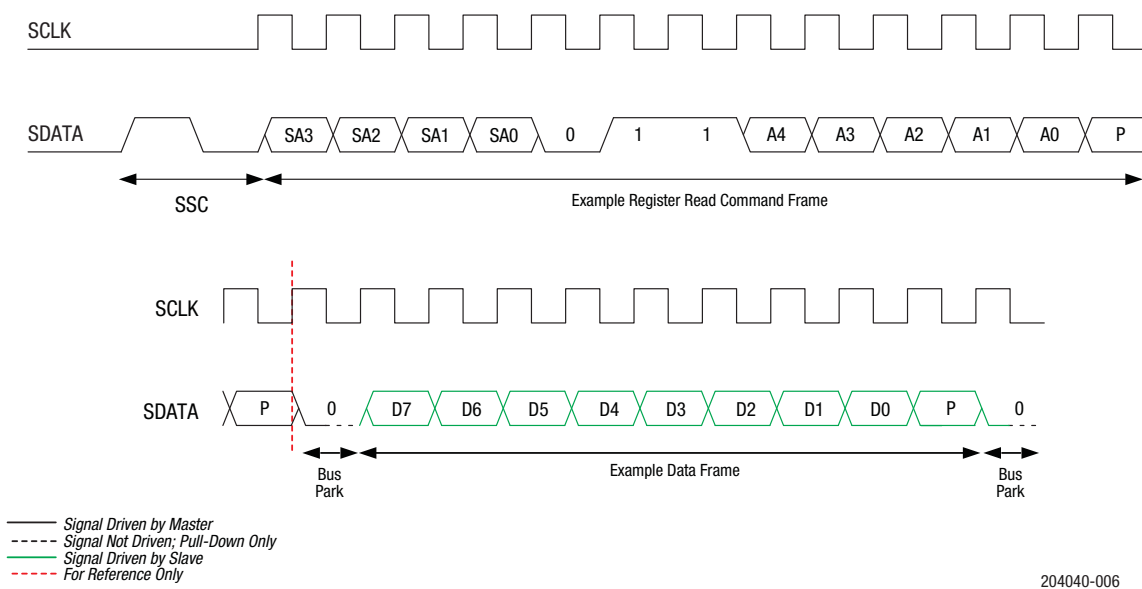 SCLK
SDATA SA3 SA2 SA1 SA0 0 1 1 A4 A3 A2 A1 A0 P
SSC Example Register Read Command Frame
SCLK
SDATA P 0 D7 D6 D5 D4 D3 D2 D1 D0 P 0
Bus Park Example Data Frame Bus Park
Signal Driven by Master
Signal Not Driven; Pull-Down Only
Signal Driven by Slave
For Reference Only
204040-006